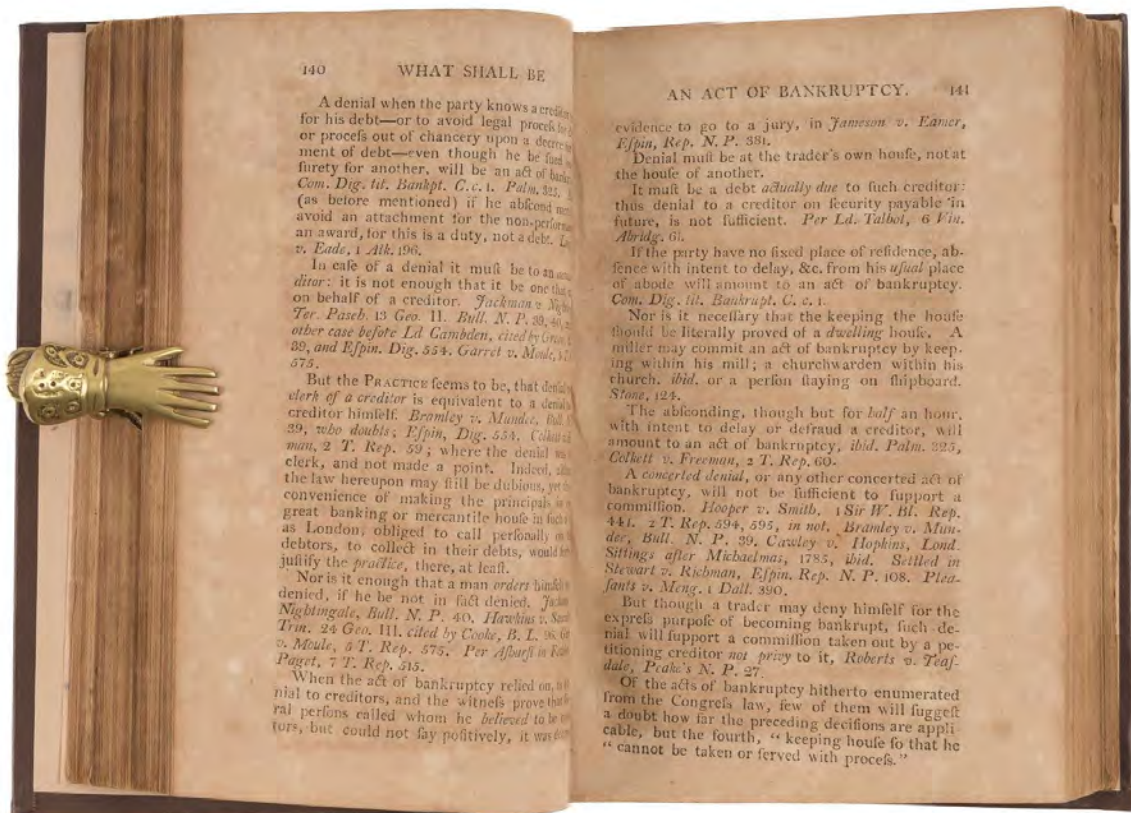 140 WHAT SHALL BE
A denial when the party knows a
for his debt—or to avoid legal proceſs
or proceſs out of chancery upon a decree
ment of debt—even though he be ſued
ſurety for another, will be an act of
Com. Dig. tit. Bankpt. C. c. 1. Palm. 325.
(as before mentioned) if he abſcond
avoid an attachment for the
an award, for this is a duty, not a debt.
v. Eade, 1 Atk. 196.
In caſe of a denial it muſt be to an
ditor: it is not enough that it be one
on behalf of a creditor. Jackman v.
Ter. Paſch. 13 Geo. II. Bull. N. P. 39, 40,
other caſe before Ld. Cambden, cited by
39, and Eſpin. Dig. 554. Garret v. Moule,
575.
But the PRACTICE ſeems to be, that
clerk of a creditor is equivalent to a denial
creditor himſelf. Bramley v. Mundee, Bull.
39, who doubts; Eſpin, Dig. 554. Colkett
man, 2 T. Rep. 59; where the denial was
clerk, and not made a point. Indeed,
the law hereupon may ſtill be dubious, yet
convenience of making the principals
great banking or mercantile houſe in
as London, obliged to call perſonally
debtors, to collect in their debts, would
juſtify the practice, there, at leaſt.
Nor is it enough that a man orders
denied, if he be not in fact denied.
Nightingale, Bull. N. P. 40. Hawkins v.
Trin. 24 Geo. III. cited by Cooke, B. L. 96.
v. Moule, 5 T. Rep. 575. Per Aſhurſt in
Paget, 7 T. Rep. 515.
When the act of bankruptcy relied on,
nial to creditors, and the witneſs prove
ral perſons called whom he believed to be
tors, but could not ſay poſitively, it was
AN ACT OF BANKRUPTCY. 141
evidence to go to a jury, in Jameson v. Eamer,
Eſpin, Rep. N. P. 381.
Denial muſt be at the trader's own houſe, not at
the houſe of another.
It muſt be a debt actually due to ſuch creditor:
thus denial to a creditor on ſecurity payable in
future, is not ſufficient. Per Ld. Talbot, 6 Vin.
Abridg. 61.
If the party have no fixed place of reſidence, ab-
ſence with intent to delay, &c. from his uſual place
of abode will amount to an act of bankruptcy.
Com. Dig. tit. Bankrupt. C. c. 1.
Nor is it neceſſary that the keeping the houſe
ſhould be literally proved of a dwelling houſe. A
miller may commit an act of bankruptcy by keep-
ing within his mill; a churchwarden within his
church. ibid. or a perſon ſtaying on ſhipboard.
Stone, 124.
The abſconding, though but for half an hour,
with intent to delay or defraud a creditor, will
amount to an act of bankruptcy, ibid. Palm. 325,
Colkett v. Freeman, 2 T. Rep. 60.
A concerted denial, or any other concerted act of
bankruptcy, will not be ſufficient to ſupport a
commiſſion. Hooper v. Smith. 1 Sir W. Bl. Rep.
441. 2 T. Rep. 594, 595, in not. Bramley v. Mun-
dee, Bull. N. P. 39. Cawley v. Hopkins, Lond.
Sittings after Michaelmas, 1785, ibid. Settled in
Stewart v. Richman, Eſpin. Rep. N. P. 108. Plea-
ſants v. Meng. 1 Dall. 390.
But though a trader may deny himſelf for the
expreſs purpoſe of becoming bankrupt, ſuch de-
nial will ſupport a commiſſion taken out by a pe-
titioning creditor not privy to it, Roberts v. Teaſ-
dale, Peake's N. P. 27.
Of the acts of bankruptcy hitherto enumerated
from the Congreſs law, few of them will ſuggeſt
a doubt how far the preceding deciſions are appli-
cable, but the fourth, " keeping houſe ſo that he
" cannot be taken or ſerved with proceſs."